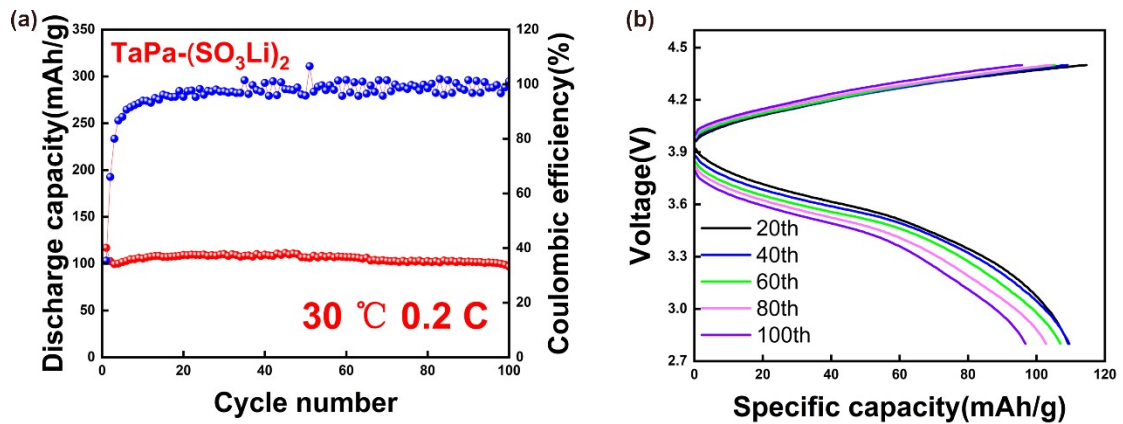 (a)
350
300
250
200
150
100
50
0
Discharge capacity(mAh/g)
TaPa-(SO₃Li)₂
30 ℃ 0.2 C
120
100
80
60
40
20
0
Coulombic efficiency(%)
0 20 40 60 80 100
Cycle number
(b)
4.5
4.2
3.9
3.6
3.3
3.0
2.7
Voltage(V)
20th
40th
60th
80th
100th
0 20 40 60 80 100 120
Specific capacity(mAh/g)